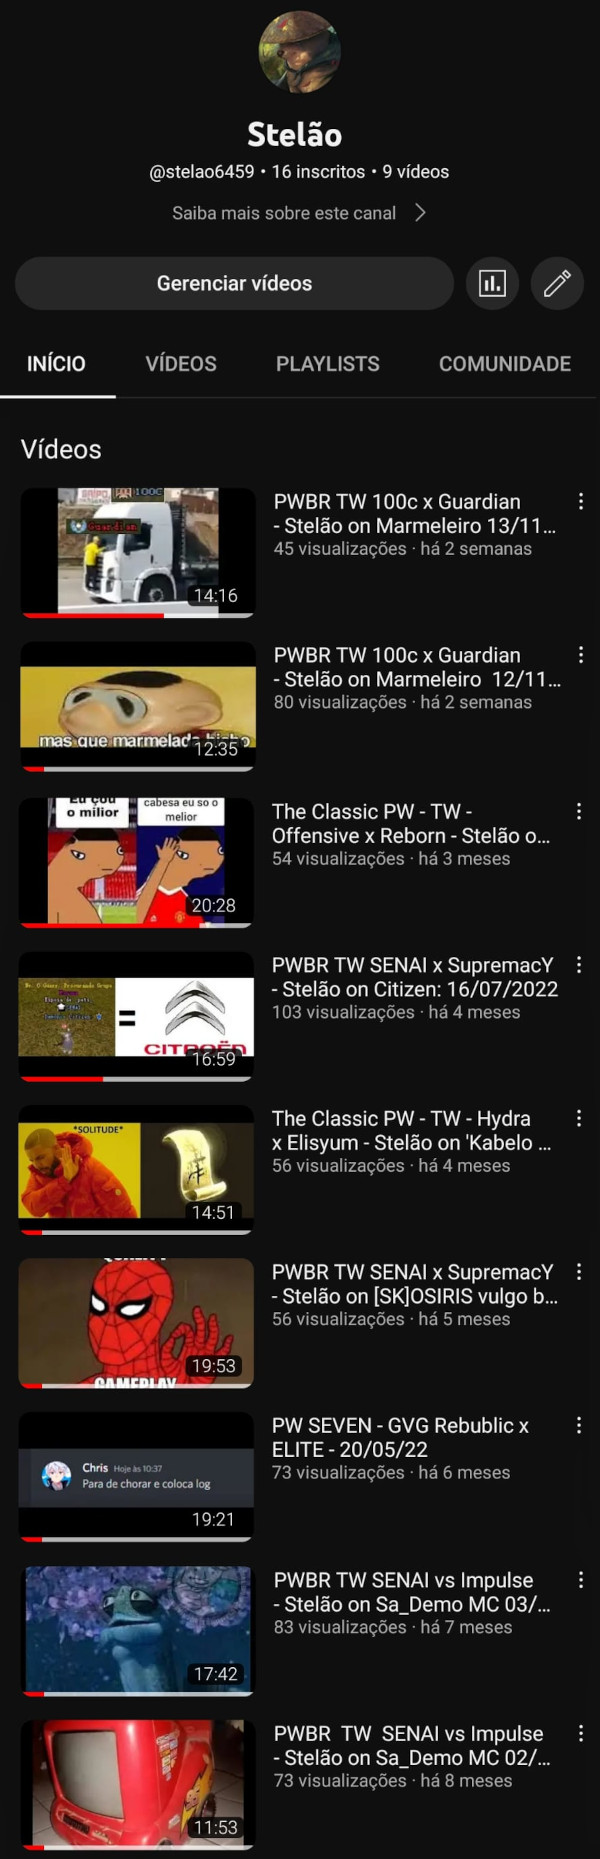 Stelão
@stelao6459 • 16 inscritos • 9 vídeos
Saiba mais sobre este canal
Gerenciar vídeos
INÍCIO
VÍDEOS
PLAYLISTS
COMUNIDADE
Vídeos
100C
Guardian
14:16
PWBR TW 100c x Guardian
- Stelão on Marmeleiro 13/11...
45 visualizações · há 2 semanas
mas que marmelada bicho
12:35
PWBR TW 100c x Guardian
- Stelão on Marmeleiro 12/11...
80 visualizações · há 2 semanas
Eu çou
o milior
cabesa eu so o
melior
20:28
The Classic PW - TW -
Offensive x Reborn - Stelão o...
54 visualizações · há 3 meses
=
CITROËN
16:59
PWBR TW SENAI x SupremacY
- Stelão on Citizen: 16/07/2022
103 visualizações · há 4 meses
*SOLITUDE*
14:51
The Classic PW - TW - Hydra
x Elisyum - Stelão on 'Kabelo ...
56 visualizações · há 4 meses
GAMEPLAY
19:53
PWBR TW SENAI x SupremacY
- Stelão on [SK]OSIRIS vulgo b...
56 visualizações · há 5 meses
Chris Hoje às 10:37
Para de chorar e coloca log
19:21
PW SEVEN - GVG Rebublic x
ELITE - 20/05/22
73 visualizações · há 6 meses
17:42
PWBR TW SENAI vs Impulse
- Stelão on Sa_Demo MC 03/...
83 visualizações · há 7 meses
11:53
PWBR TW SENAI vs Impulse
- Stelão on Sa_Demo MC 02/...
73 visualizações · há 8 meses